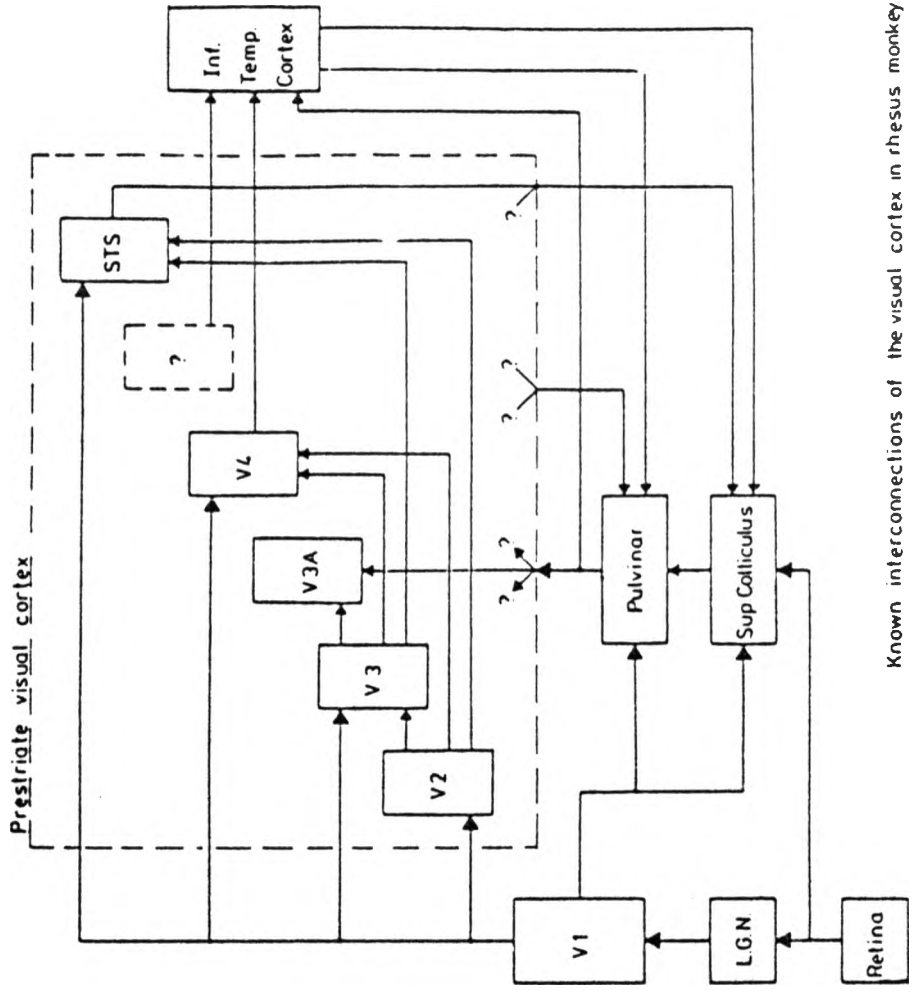 Prestriate visual cortex
STS
?
V4
V3A
V3
V2
Inf.
Temp.
Cortex
?
?
?
?
?
Pulvinar
Sup Colliculus
V1
L.G.N.
Retina
Known interconnections of the visual cortex in rhesus monkey